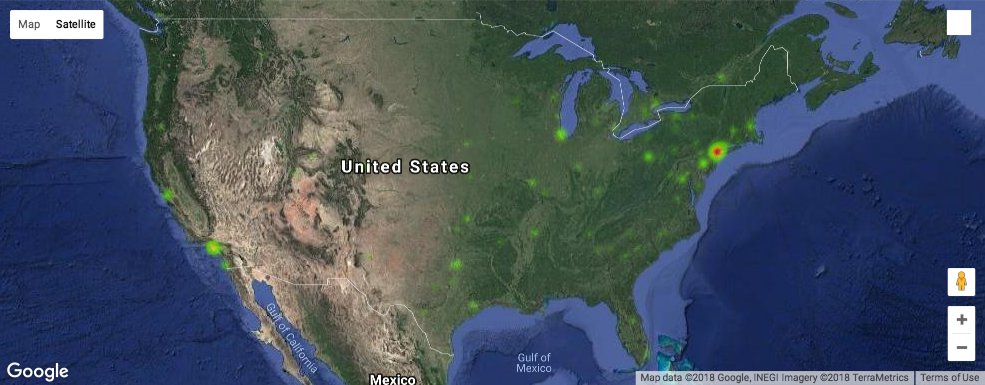 Map Satellite
United States
Gulf of California
Gulf of
Mexico
Mexico
Google
Map data ©2018 Google, INEGI Imagery ©2018 TerraMetrics Terms of Use